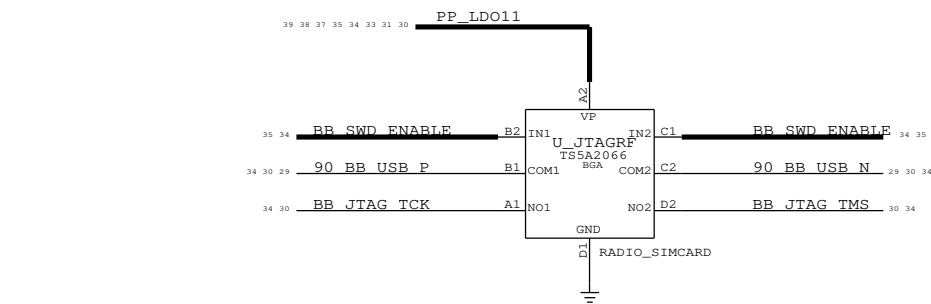 39 38 37 35 34 33 31 30 PP_LDO11
A2
VP
35 34 BB_SWD_ENABLE B2 IN1 IN2 C1 BB_SWD_ENABLE 34 35
U_JTAGRF
TS5A2066
BGA
34 30 29 90_BB_USB_P B1 COM1 COM2 C2 90_BB_USB_N 29 30 34
34 30 BB_JTAG_TCK A1 NO1 NO2 D2 BB_JTAG_TMS 30 34
GND
D1 RADIO_SIMCARD